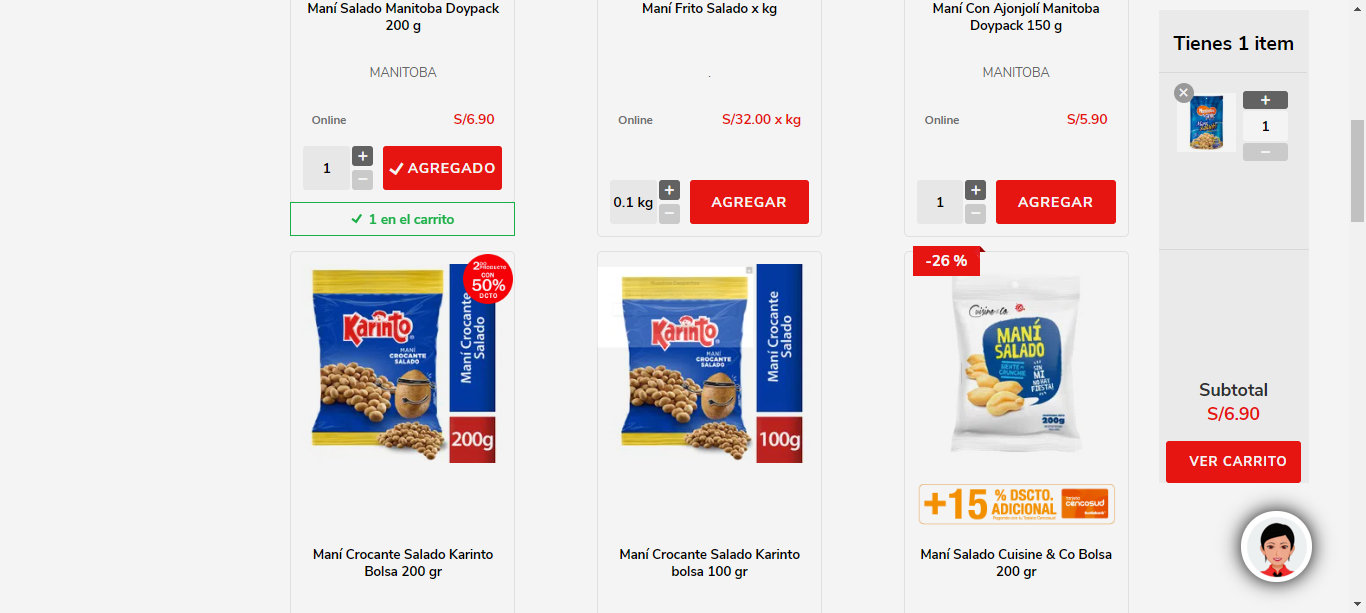 Maní Salado Manitoba Doypack
200 g
MANITOBA
Online S/6.90
1 + − AGREGADO
1 en el carrito
Maní Frito Salado x kg
.
Online S/32.00 x kg
0.1 kg + − AGREGAR
Maní Con Ajonjolí Manitoba
Doypack 150 g
MANITOBA
Online S/5.90
1 + − AGREGAR
Tienes 1 item
+
1
−
Subtotal
S/6.90
VER CARRITO
2DO PRODUCTO
CON
50%
DCTO
Karinto
MANÍ
CROCANTE
SALADO
Maní Crocante
Salado
200g
Maní Crocante Salado Karinto
Bolsa 200 gr
Karinto
MANÍ
CROCANTE
SALADO
Maní Crocante
Salado
100g
Maní Crocante Salado Karinto
bolsa 100 gr
-26 %
Cuisine & Co
MANÍ
SALADO
SIN
MÍ
NO HAY
FIESTA!
200g
+15 % DSCTO.
ADICIONAL
cencosud
Maní Salado Cuisine & Co Bolsa
200 gr